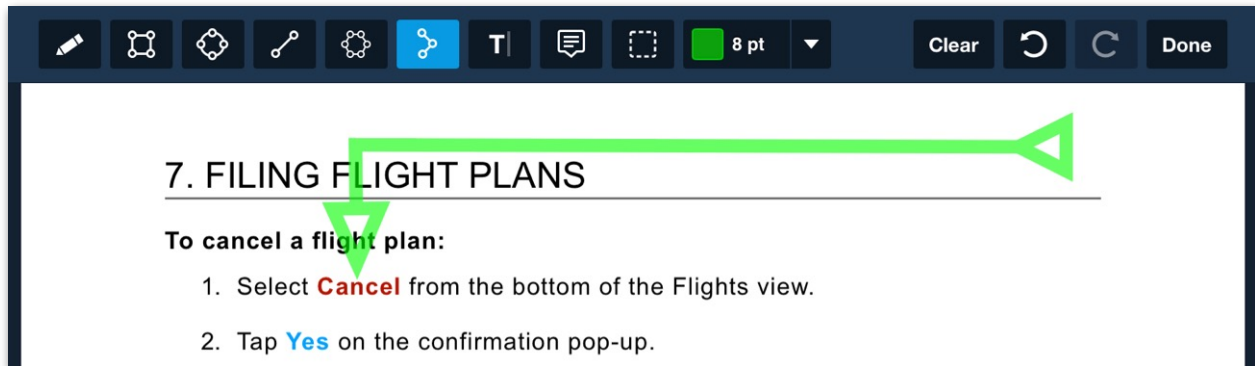 T
8 pt
Clear
Done
7. FILING FLIGHT PLANS
To cancel a flight plan:
1. Select Cancel from the bottom of the Flights view.
2. Tap Yes on the confirmation pop-up.